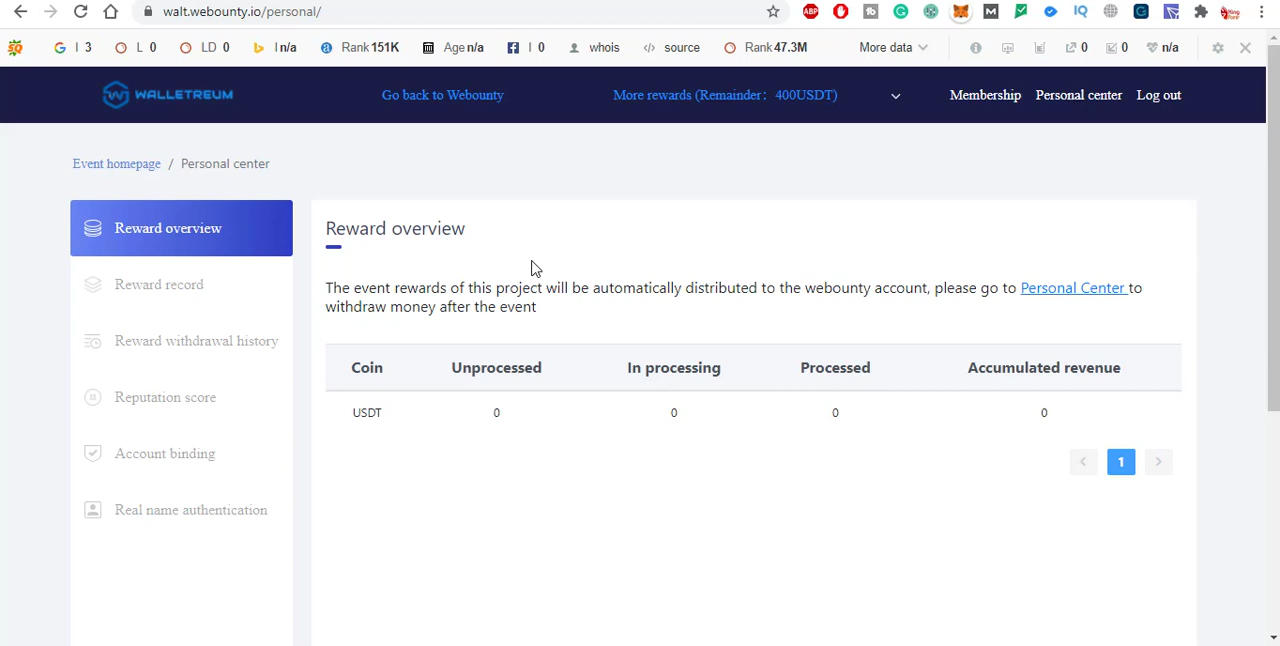 walt.webounty.io/personal/
ABP
tb
G
M
IQ
G
SQ
G I 3
L 0
LD 0
b I n/a
a Rank 151K
Age n/a
I 0
whois
</> source
Rank 47.3M
More data
0
0
n/a
WALLETREUM
Go back to Webounty
More rewards (Remainder： 400USDT)
Membership
Personal center
Log out
Event homepage / Personal center
Reward overview
Reward record
Reward withdrawal history
Reputation score
Account binding
Real name authentication
Reward overview
The event rewards of this project will be automatically distributed to the webounty account, please go to Personal Center to
withdraw money after the event
Coin Unprocessed In processing Processed Accumulated revenue
USDT 0 0 0 0
< 1 >